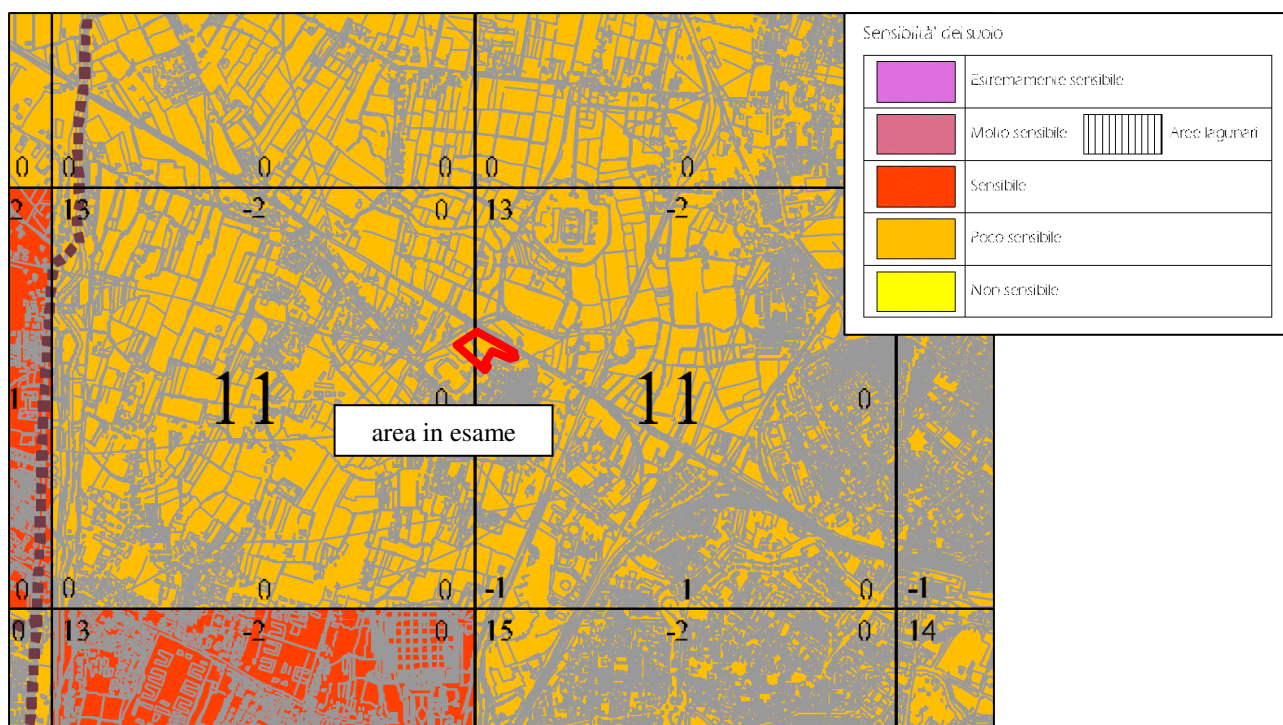 Sensibilità' del suolo
Estremamente sensibile
Molto sensibile Aree lagunari
Sensibile
Poco sensibile
Non sensibile
0 0 0 0 0 0
2 13 -2 0 13 -2
1 11 0 11 0
area in esame
0 0 0 0 -1 1 0 -1
0 13 -2 0 15 -2 0 14